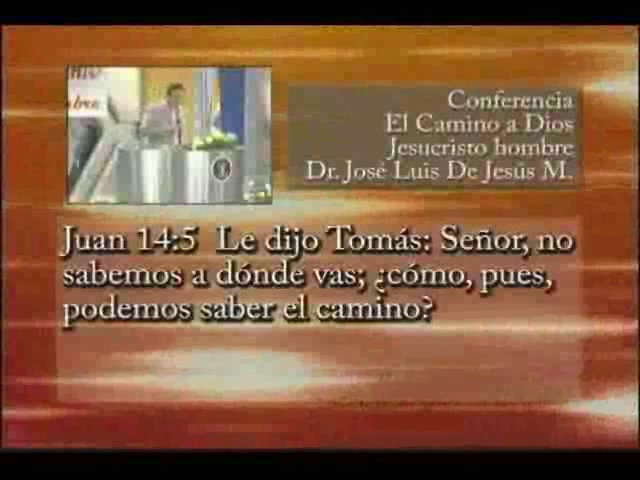 Conferencia
El Camino a Dios
Jesucristo hombre
Dr. José Luis De Jesús M.
Juan 14:5 Le dijo Tomás: Señor, no
sabemos a dónde vas; ¿cómo, pues,
podemos saber el camino?